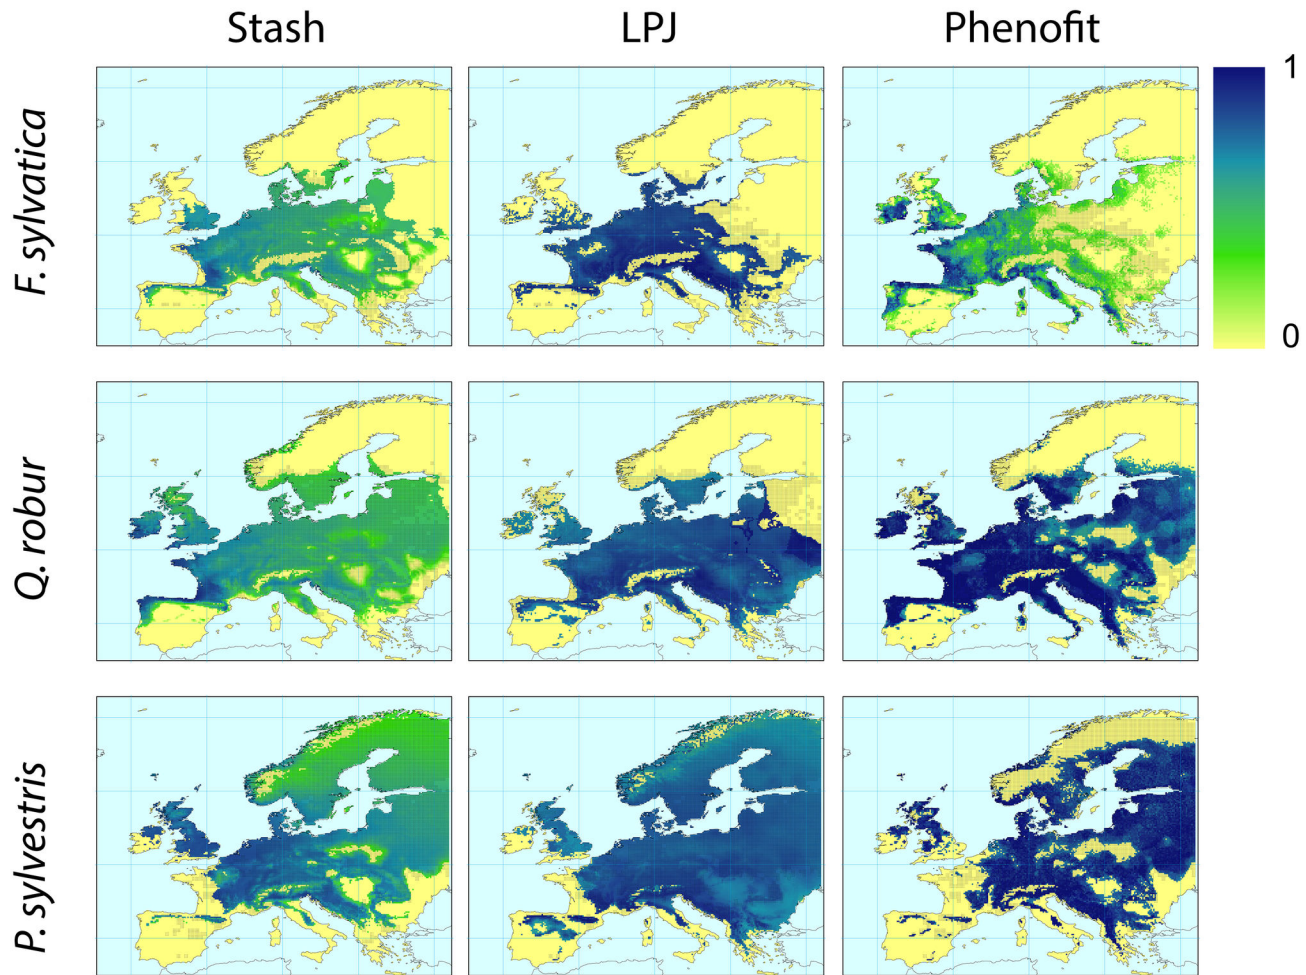 Stash LPJ Phenofit
F. sylvatica
1
0
Q. robur
P. sylvestris